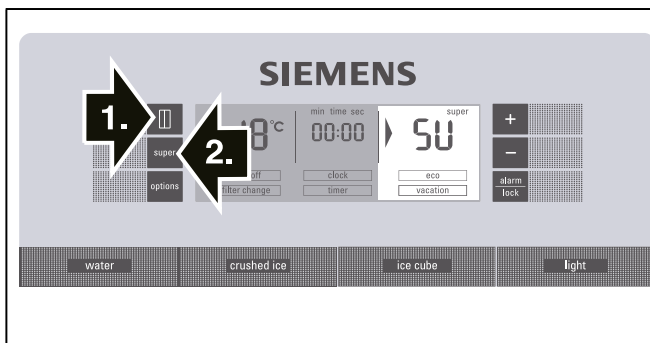 SIEMENS
1.
2.
super
options
18°C
min time sec
00:00
super
SU
off
clock
eco
filter change
timer
vacation
+
−
alarm
lock
water
crushed ice
ice cube
light